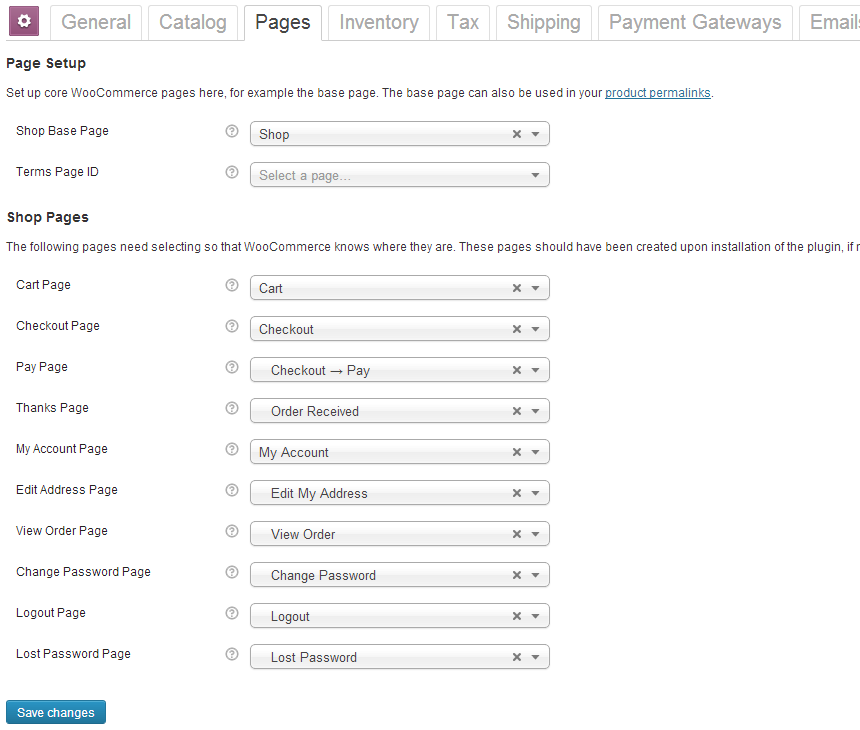 General Catalog Pages Inventory Tax Shipping Payment Gateways Emails
Page Setup
Set up core WooCommerce pages here, for example the base page. The base page can also be used in your product permalinks.
Shop Base Page ? Shop
Terms Page ID ? Select a page...
Shop Pages
The following pages need selecting so that WooCommerce knows where they are. These pages should have been created upon installation of the plugin, if
Cart Page ? Cart
Checkout Page ? Checkout
Pay Page ? Checkout → Pay
Thanks Page ? Order Received
My Account Page ? My Account
Edit Address Page ? Edit My Address
View Order Page ? View Order
Change Password Page ? Change Password
Logout Page ? Logout
Lost Password Page ? Lost Password
Save changes